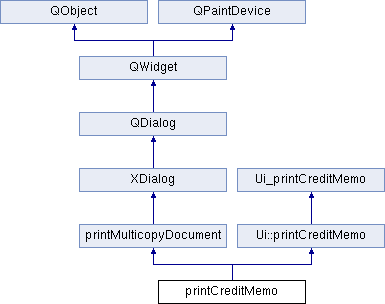 QObject
QPaintDevice
QWidget
QDialog
XDialog
Ui_printCreditMemo
printMulticopyDocument
Ui::printCreditMemo
printCreditMemo